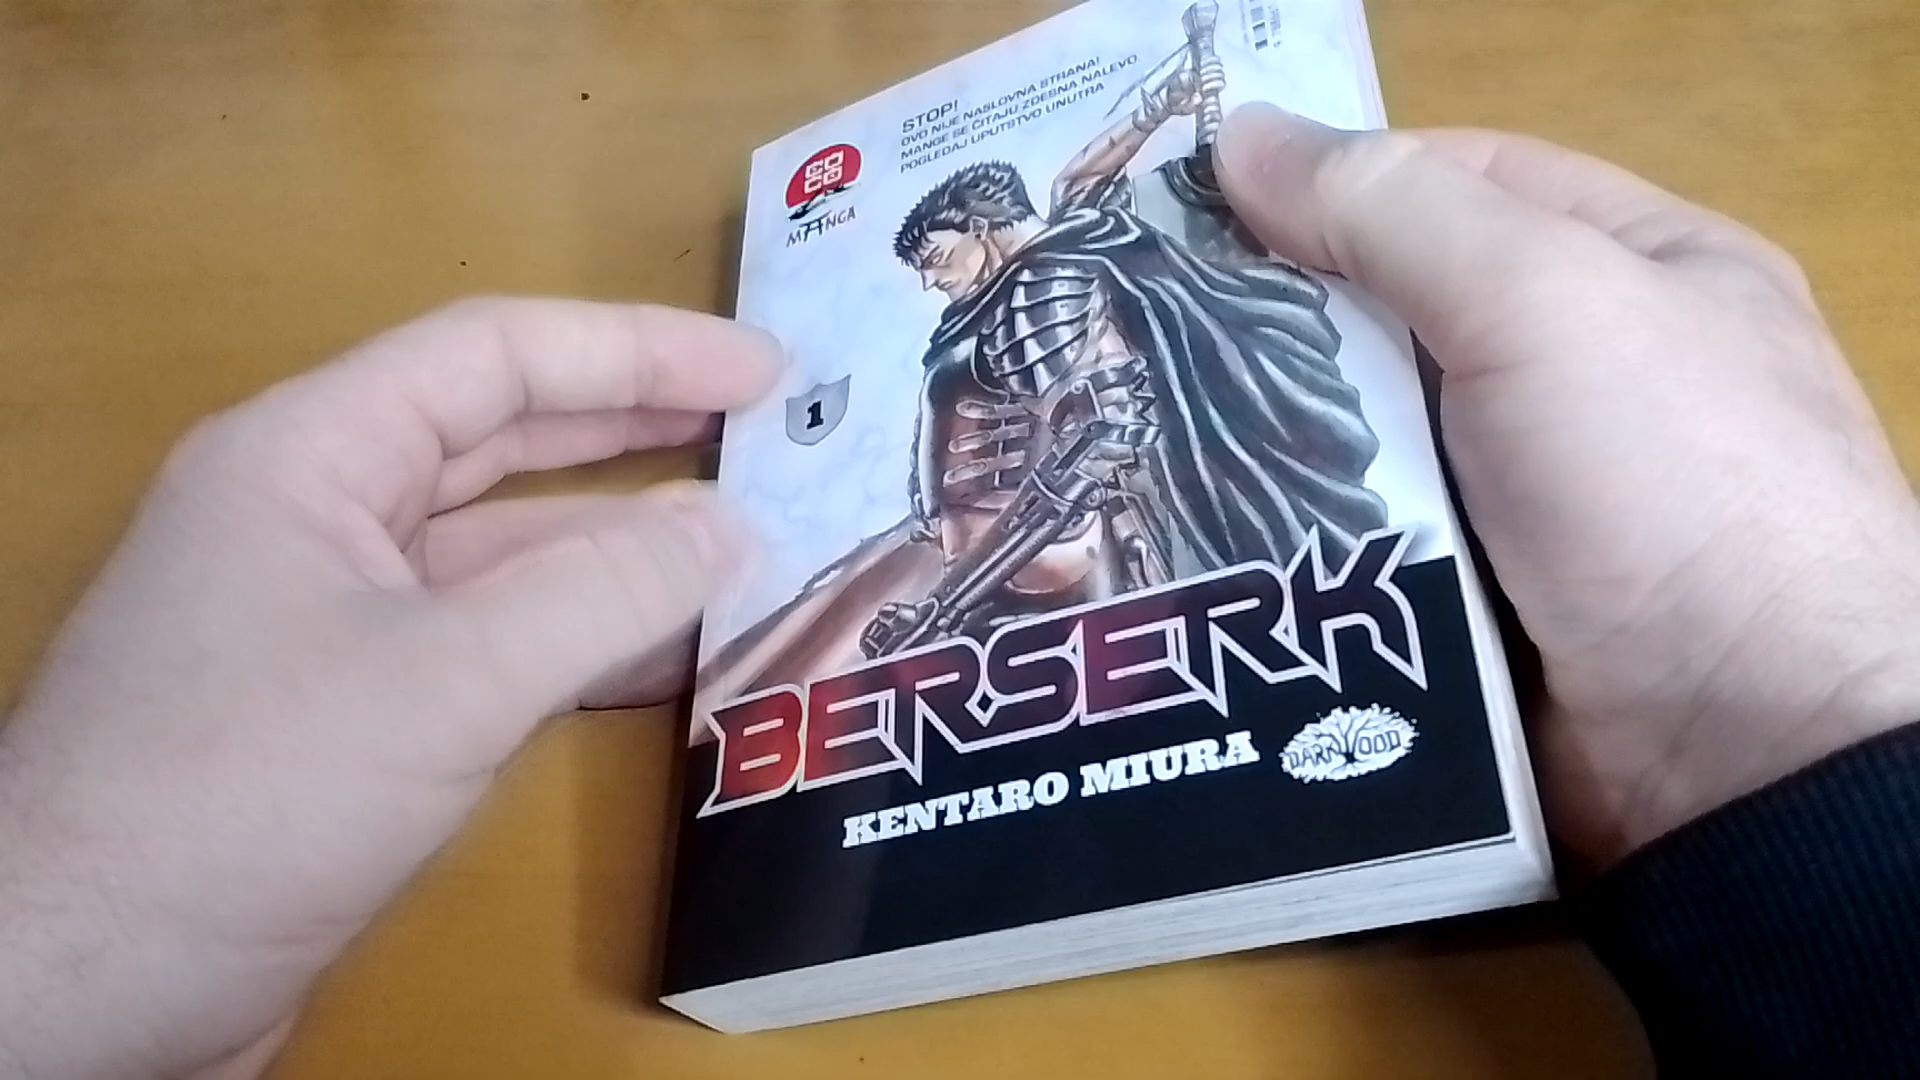 STOP!
OVO NIJE NASLOVNA STRANA!
MANGE SE ČITAJU ZDESNA NALEVO.
POGLEDAJ UPUTSTVO UNUTRA
MANGA
1
BERSERK
KENTARO MIURA
DARKWOOD